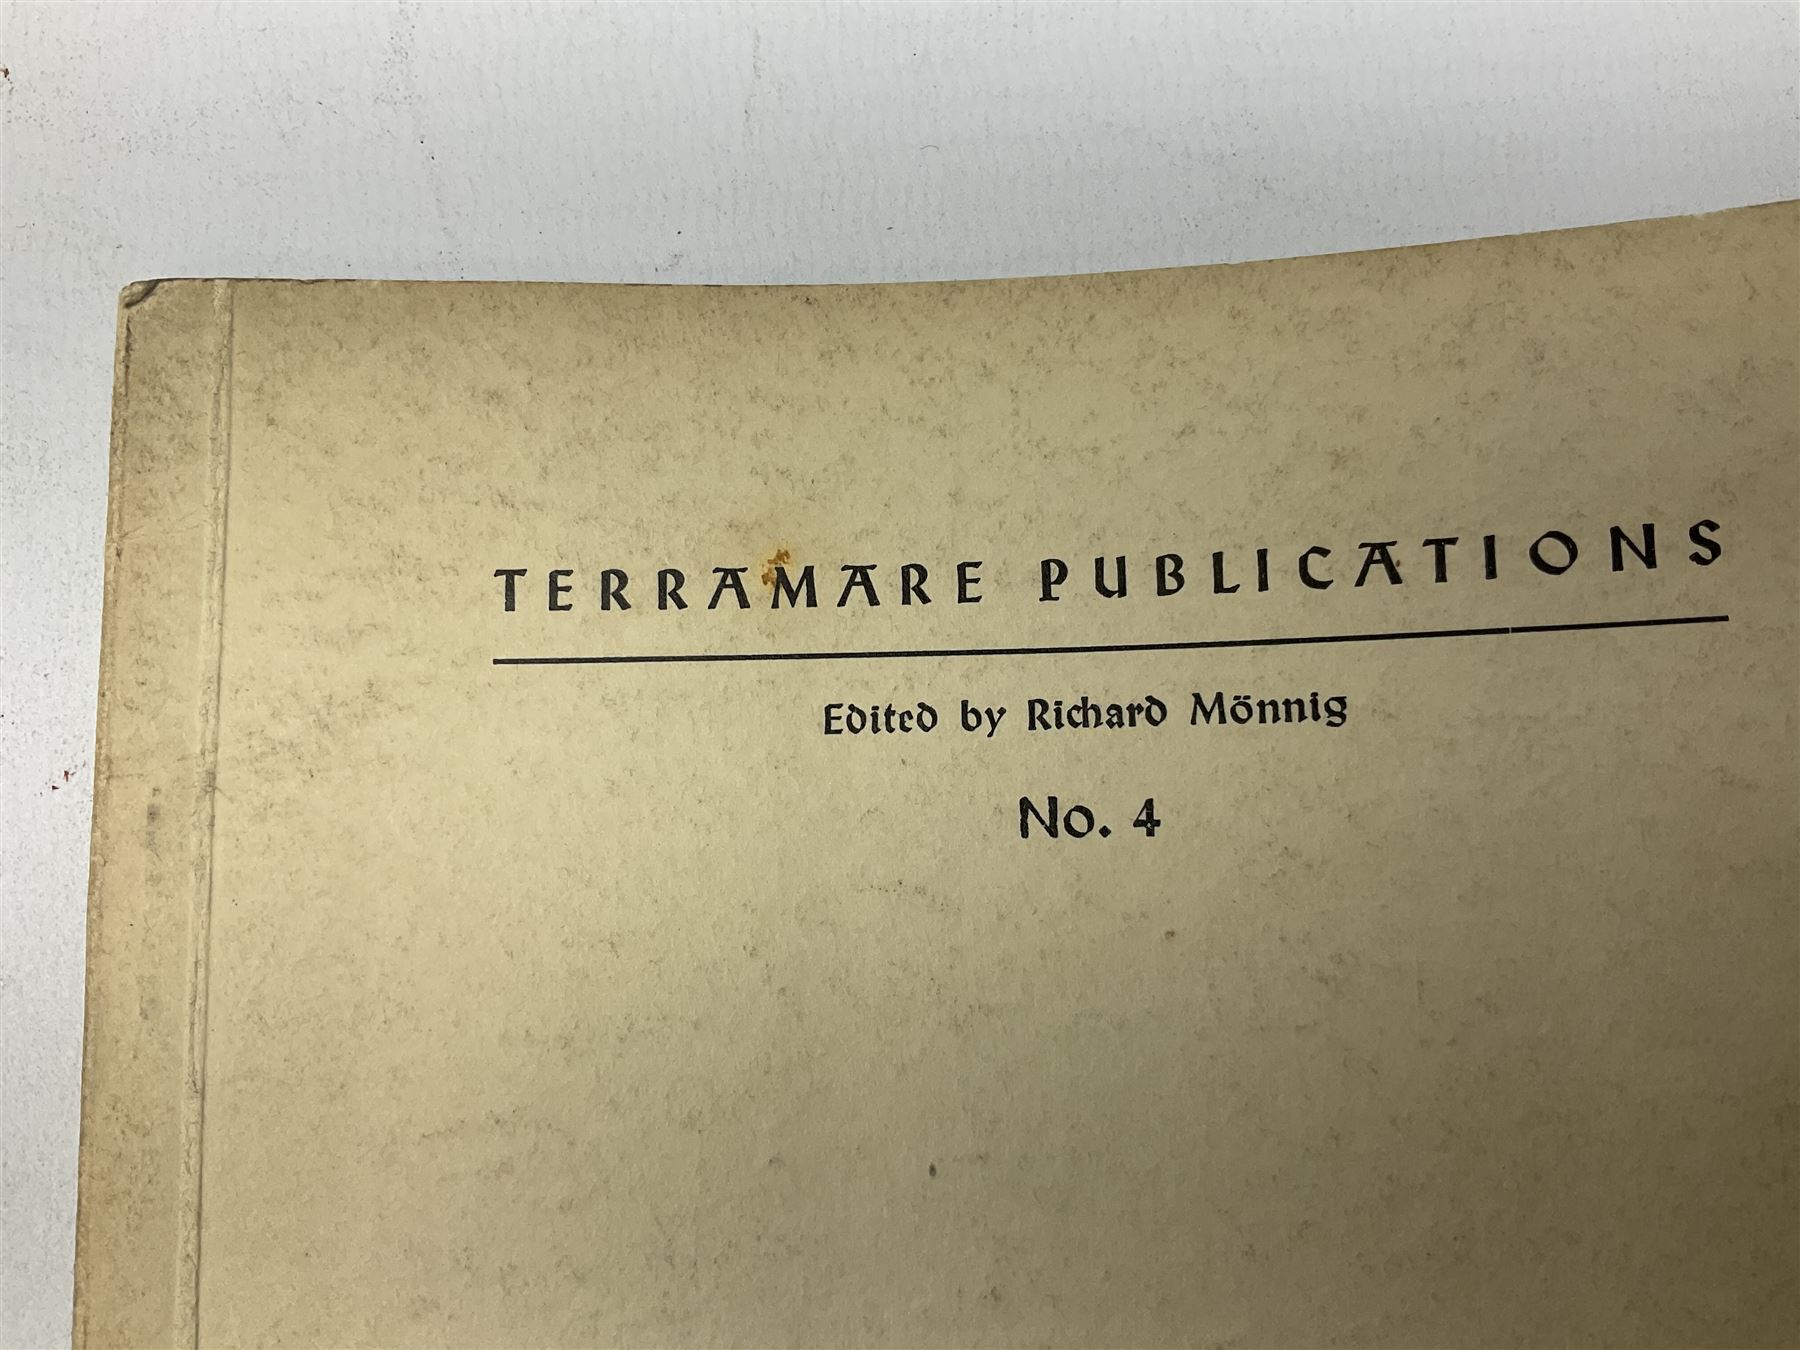 TERRAMARE PUBLICATIONS
Edited by Richard Mönnig
No. 4